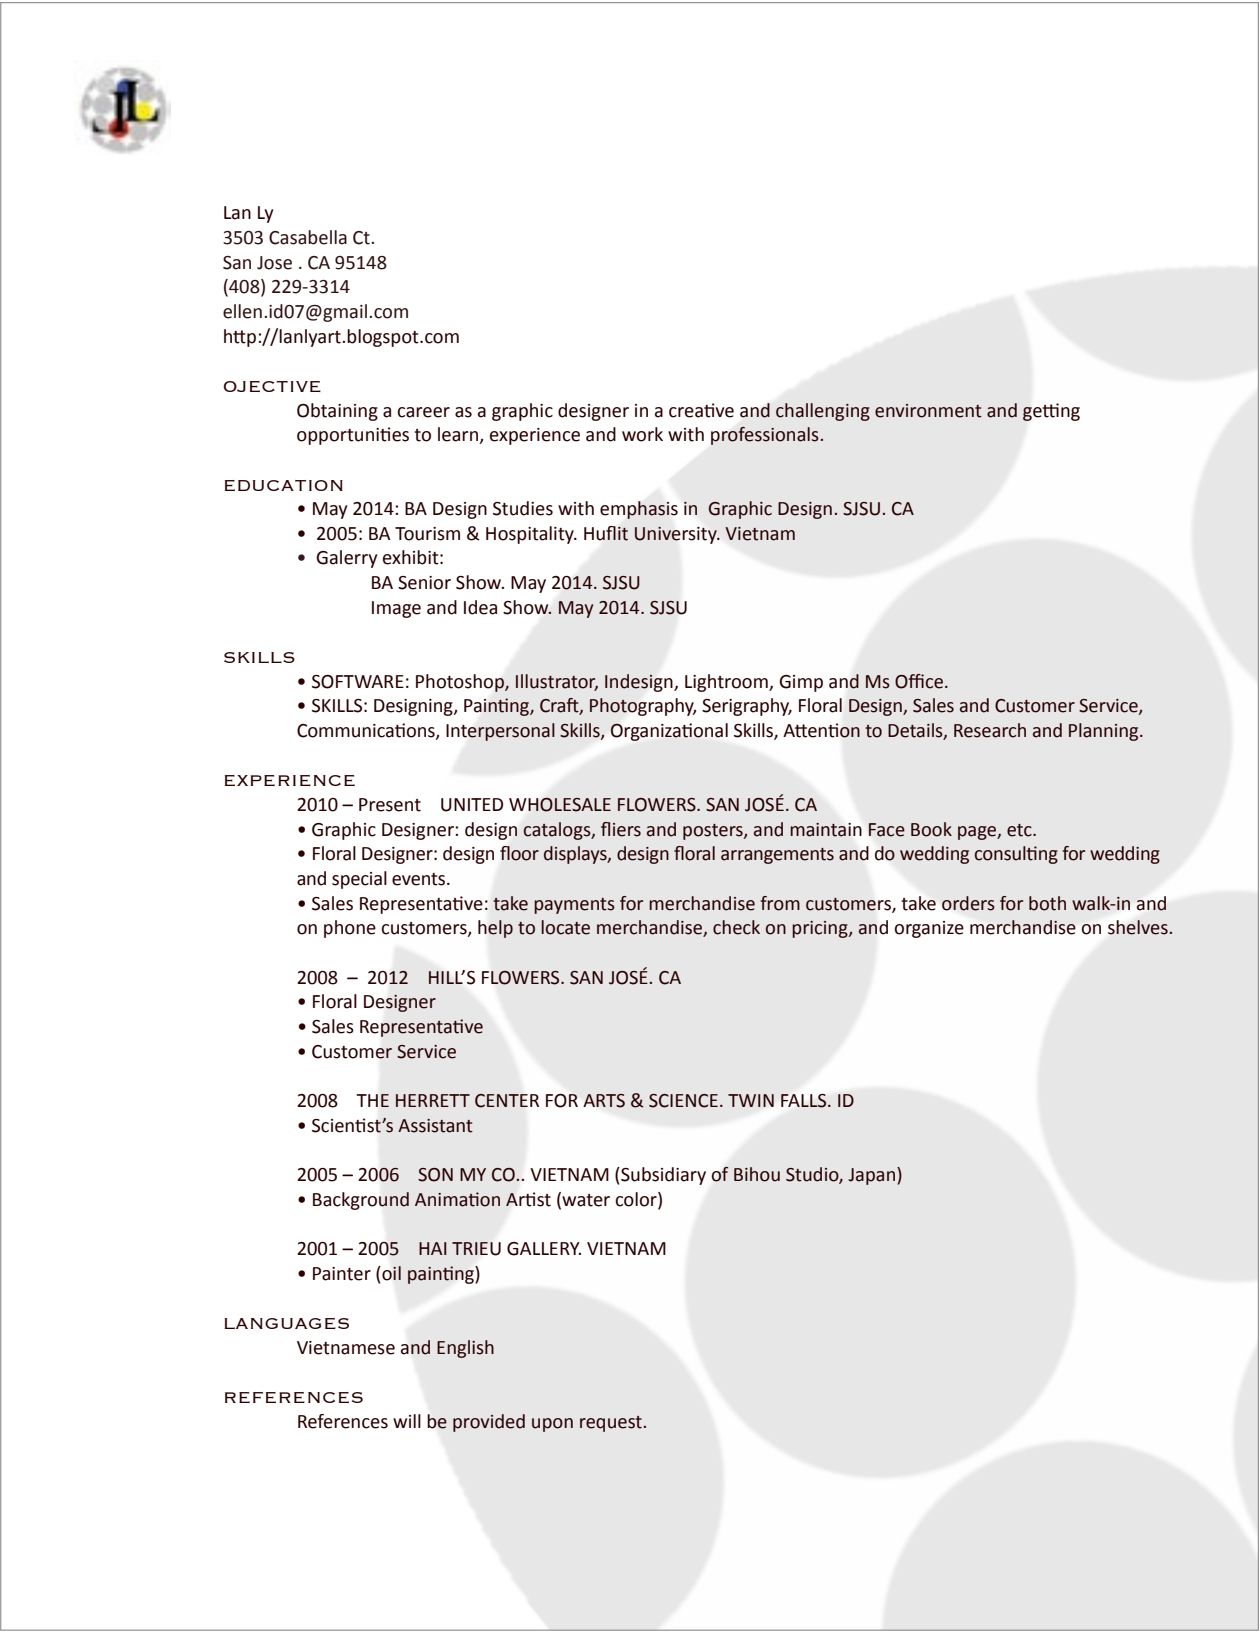 JL
Lan Ly
3503 Casabella Ct.
San Jose . CA 95148
(408) 229-3314
ellen.id07@gmail.com
http://lanlyart.blogspot.com
OJECTIVE
Obtaining a career as a graphic designer in a creative and challenging environment and getting
opportunities to learn, experience and work with professionals.
EDUCATION
• May 2014: BA Design Studies with emphasis in  Graphic Design. SJSU. CA
•  2005: BA Tourism & Hospitality. Huflit University. Vietnam
•  Galerry exhibit:
BA Senior Show. May 2014. SJSU
Image and Idea Show. May 2014. SJSU
SKILLS
• SOFTWARE: Photoshop, Illustrator, Indesign, Lightroom, Gimp and Ms Office.
• SKILLS: Designing, Painting, Craft, Photography, Serigraphy, Floral Design, Sales and Customer Service,
Communications, Interpersonal Skills, Organizational Skills, Attention to Details, Research and Planning.
EXPERIENCE
2010 – Present    UNITED WHOLESALE FLOWERS. SAN JOSÉ. CA
• Graphic Designer: design catalogs, fliers and posters, and maintain Face Book page, etc.
• Floral Designer: design floor displays, design floral arrangements and do wedding consulting for wedding
and special events.
• Sales Representative: take payments for merchandise from customers, take orders for both walk-in and
on phone customers, help to locate merchandise, check on pricing, and organize merchandise on shelves.
2008  –  2012    HILL’S FLOWERS. SAN JOSÉ. CA
• Floral Designer
• Sales Representative
• Customer Service
2008    THE HERRETT CENTER FOR ARTS & SCIENCE. TWIN FALLS. ID
• Scientist’s Assistant
2005 – 2006    SON MY CO.. VIETNAM (Subsidiary of Bihou Studio, Japan)
• Background Animation Artist (water color)
2001 – 2005    HAI TRIEU GALLERY. VIETNAM
• Painter (oil painting)
LANGUAGES
Vietnamese and English
REFERENCES
References will be provided upon request.